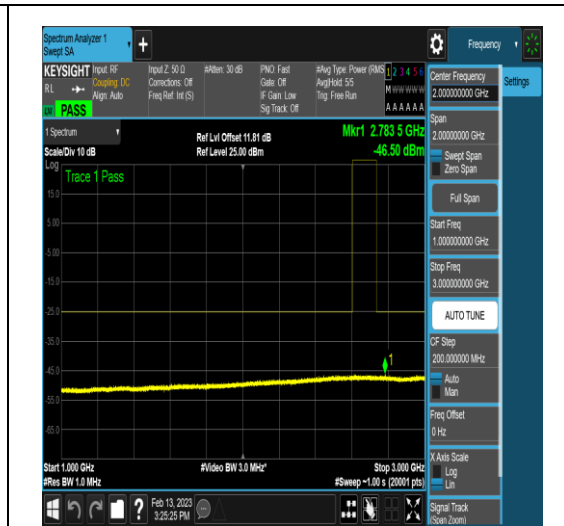 Spectrum Analyzer 1
Swept SA
Frequency
KEYSIGHT
RL
Input: RF
Coupling: DC
Align: Auto
Input Z: 50 Ω
Corrections: Off
Freq Ref: Int (S)
#Atten: 30 dB
PNO: Fast
Gate: Off
IF Gain: Low
Sig Track: Off
#Avg Type: Power (RMS
Avg|Hold: 5/5
Trig: Free Run
1 2 3 4 5 6
M w w w w w
A A A A A A
PASS
1 Spectrum
Scale/Div 10 dB
Ref Lvl Offset 11.81 dB
Ref Level 25.00 dBm
Mkr1 2.783 5 GHz
-46.50 dBm
Log
Trace 1 Pass
15.0
5.00
-5.00
-15.0
-25.0
-35.0
-45.0
-55.0
-65.0
1
Start 1.000 GHz
#Res BW 1.0 MHz
#Video BW 3.0 MHz*
Stop 3.000 GHz
#Sweep ~1.00 s (20001 pts)
Center Frequency
2.000000000 GHz
Settings
Span
2.00000000 GHz
Swept Span
Zero Span
Full Span
Start Freq
1.000000000 GHz
Stop Freq
3.000000000 GHz
AUTO TUNE
CF Step
200.000000 MHz
Auto
Man
Freq Offset
0 Hz
X Axis Scale
Log
Lin
Signal Track
(Span Zoom)
Feb 13, 2023
3:25:25 PM